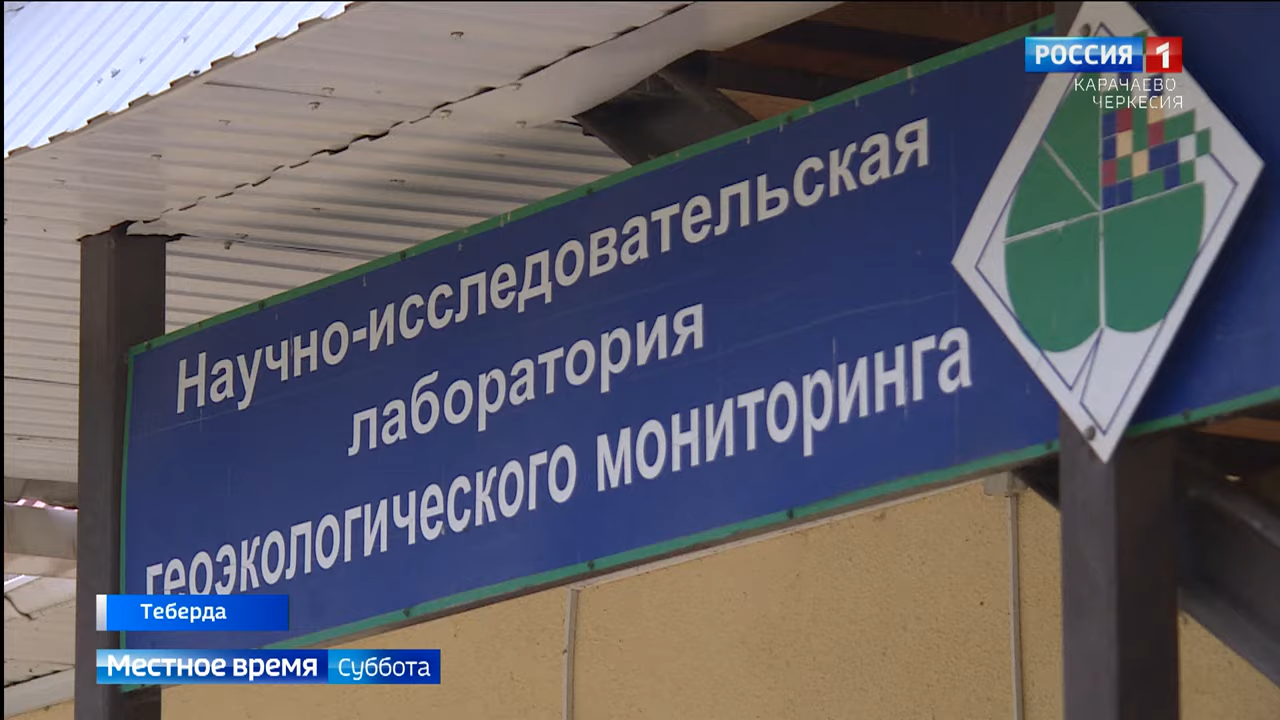 РОССИЯ 1
КАРАЧАЕВО
ЧЕРКЕСИЯ
Научно-исследовательская
лаборатория
геоэкологического мониторинга
Теберда
Местное время Суббота